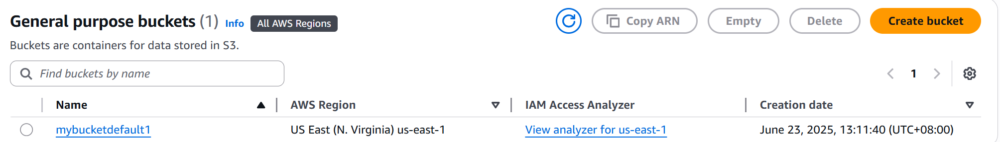 General purpose buckets (1) Info All AWS Regions Copy ARN Empty Delete Create bucket
Buckets are containers for data stored in S3.
Find buckets by name 1
Name AWS Region IAM Access Analyzer Creation date
mybucketdefault1 US East (N. Virginia) us-east-1 View analyzer for us-east-1 June 23, 2025, 13:11:40 (UTC+08:00)